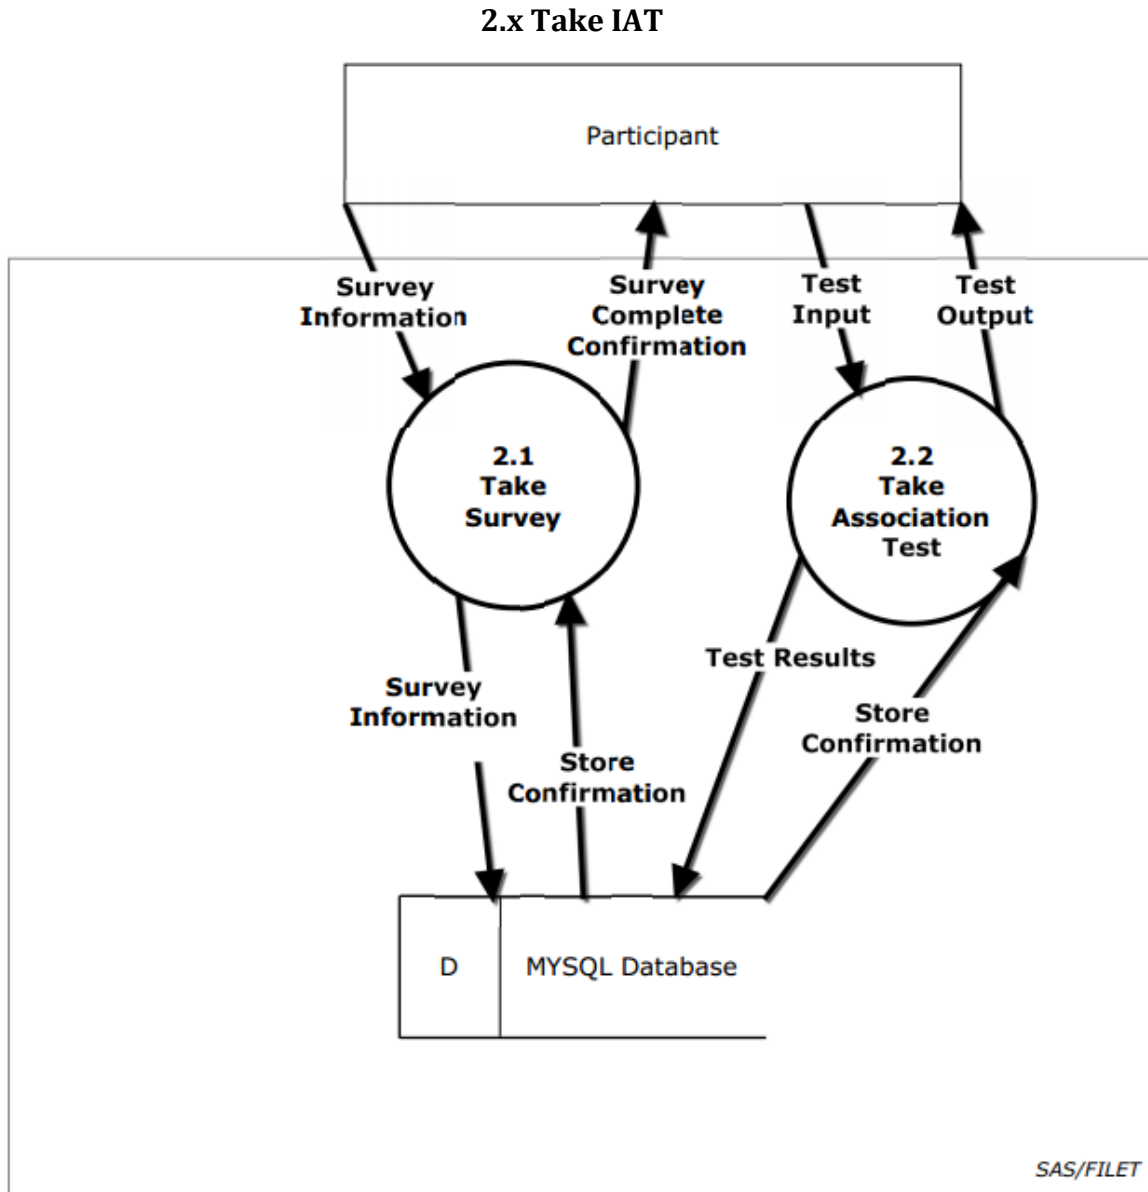 2.x Take IAT
Participant
Survey
Information
Survey
Complete
Confirmation
Test
Input
Test
Output
2.1
Take
Survey
2.2
Take
Association
Test
Test Results
Survey
Information
Store
Confirmation
Store
Confirmation
D
MYSQL Database
SAS/FILET